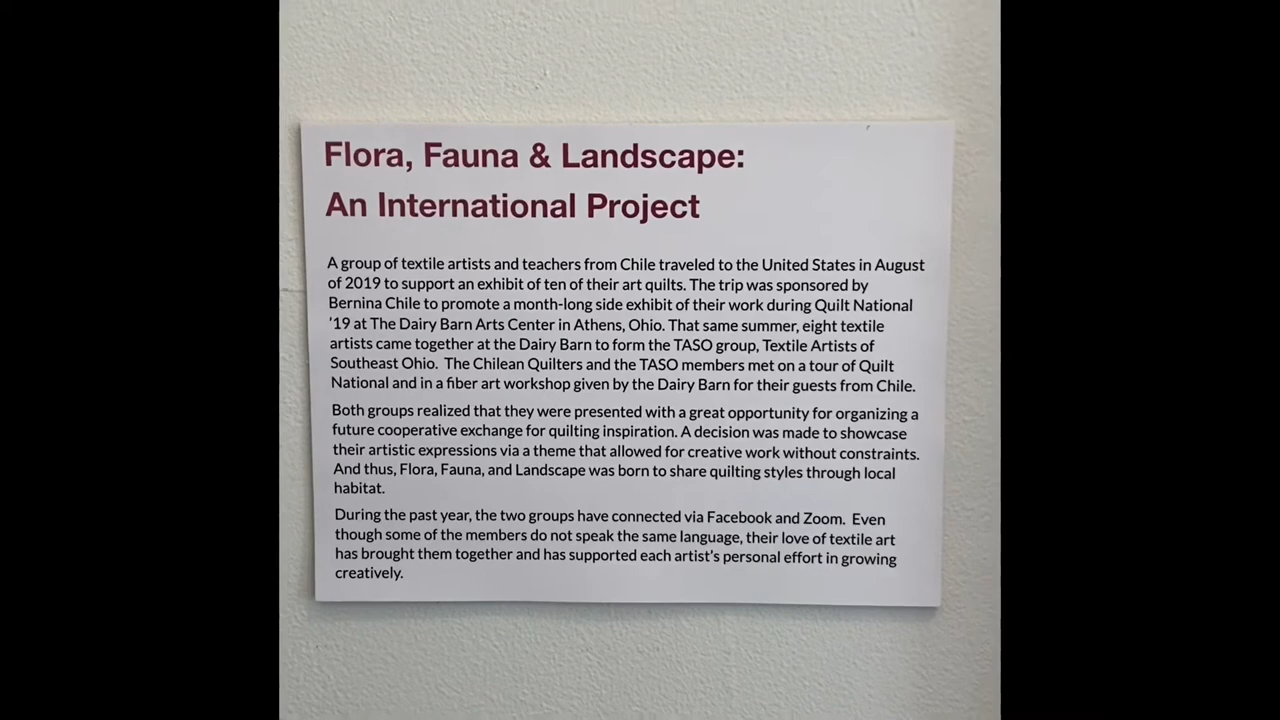 Flora, Fauna & Landscape:
An International Project
A group of textile artists and teachers from Chile traveled to the United States in August
of 2019 to support an exhibit of ten of their art quilts. The trip was sponsored by
Bernina Chile to promote a month-long side exhibit of their work during Quilt National
'19 at The Dairy Barn Arts Center in Athens, Ohio. That same summer, eight textile
artists came together at the Dairy Barn to form the TASO group, Textile Artists of
Southeast Ohio. The Chilean Quilters and the TASO members met on a tour of Quilt
National and in a fiber art workshop given by the Dairy Barn for their guests from Chile.
Both groups realized that they were presented with a great opportunity for organizing a
future cooperative exchange for quilting inspiration. A decision was made to showcase
their artistic expressions via a theme that allowed for creative work without constraints.
And thus, Flora, Fauna, and Landscape was born to share quilting styles through local
habitat.
During the past year, the two groups have connected via Facebook and Zoom. Even
though some of the members do not speak the same language, their love of textile art
has brought them together and has supported each artist's personal effort in growing
creatively.